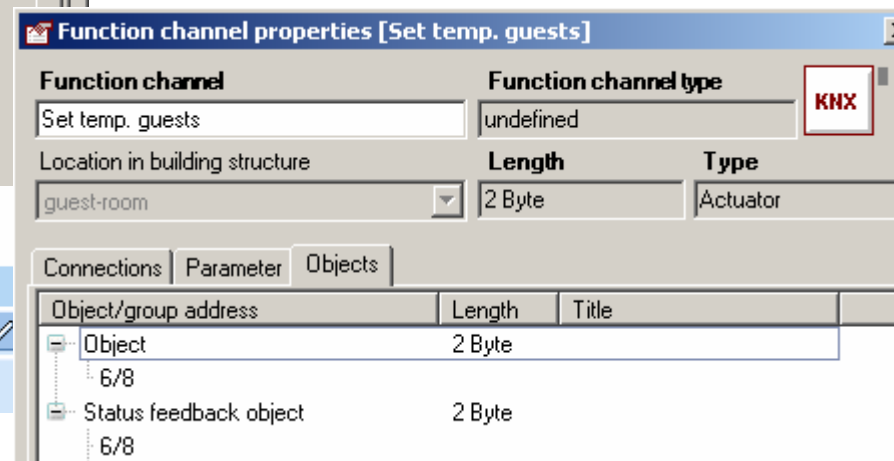 Function channel properties [Set temp. guests]
Function channel Function channel type
Set temp. guests undefined KNX
Location in building structure Length Type
guest-room 2 Byte Actuator
Connections Parameter Objects
Object/group address Length Title
Object 2 Byte
6/8
Status feedback object 2 Byte
6/8